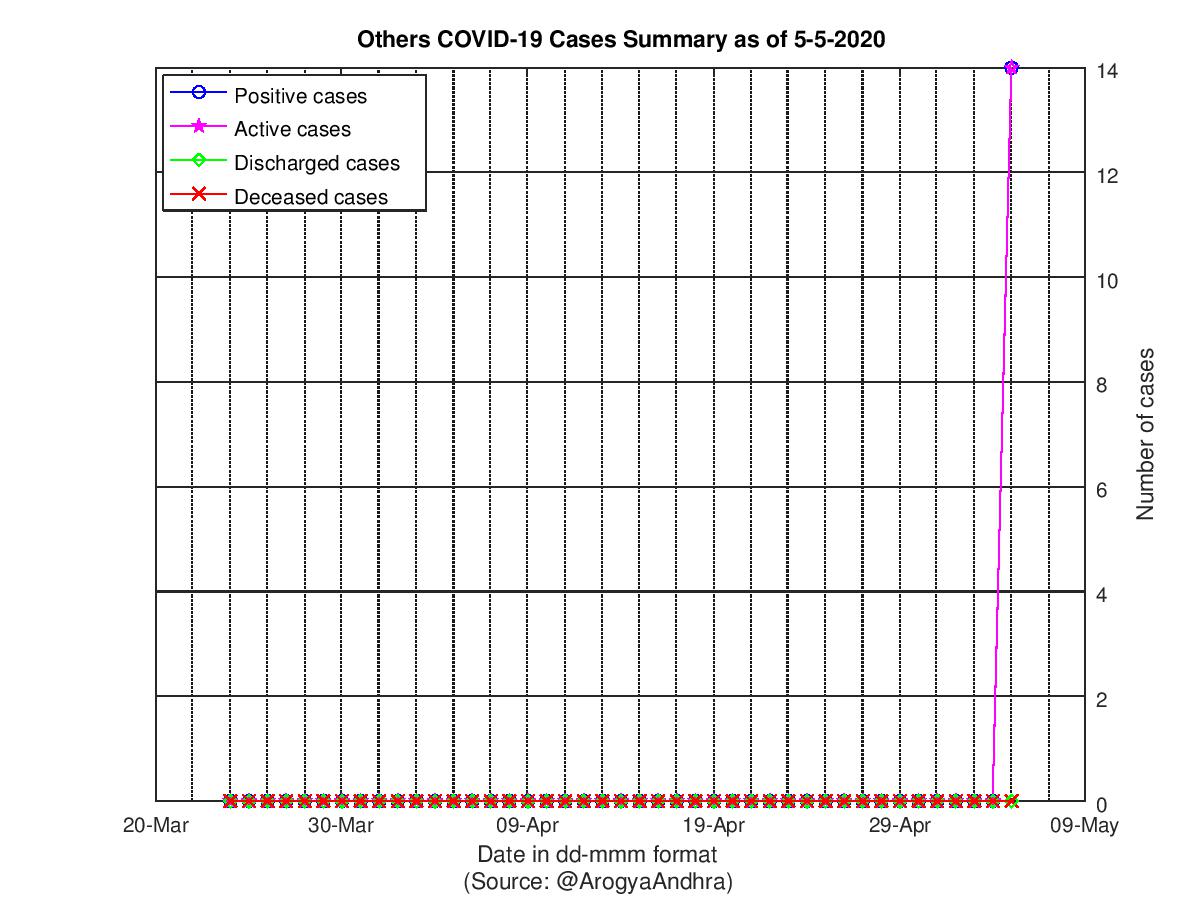 Others COVID-19 Cases Summary as of 5-5-2020
Positive cases
Active cases
Discharged cases
Deceased cases
14
12
10
8
6
4
2
0
Number of cases
20-Mar 30-Mar 09-Apr 19-Apr 29-Apr 09-May
Date in dd-mmm format
(Source: @ArogyaAndhra)